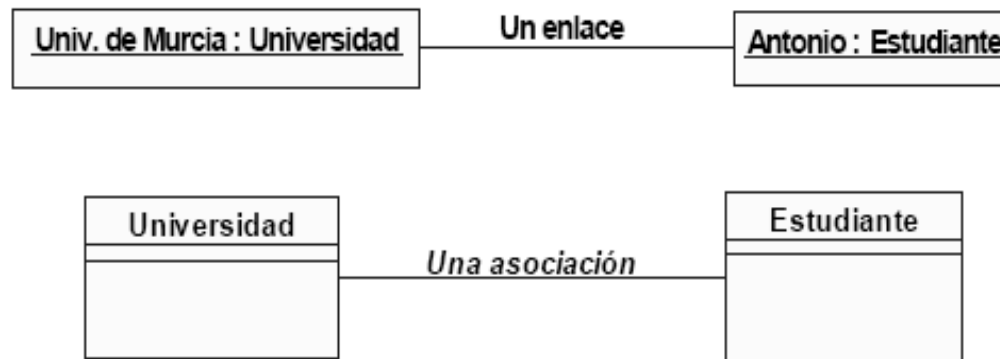 Univ. de Murcia : Universidad
Un enlace
Antonio : Estudiante
Universidad
Una asociación
Estudiante